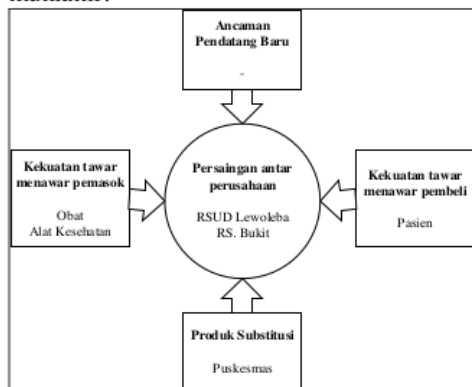 Ancaman
Pendatang Baru
-
Kekuatan tawar
menawar pemasok
Obat
Alat Kesehatan
Persaingan antar
perusahaan
RSUD Lewoleba
RS. Bukit
Kekuatan tawar
menawar pembeli
Pasien
Produk Substitusi
Puskesmas